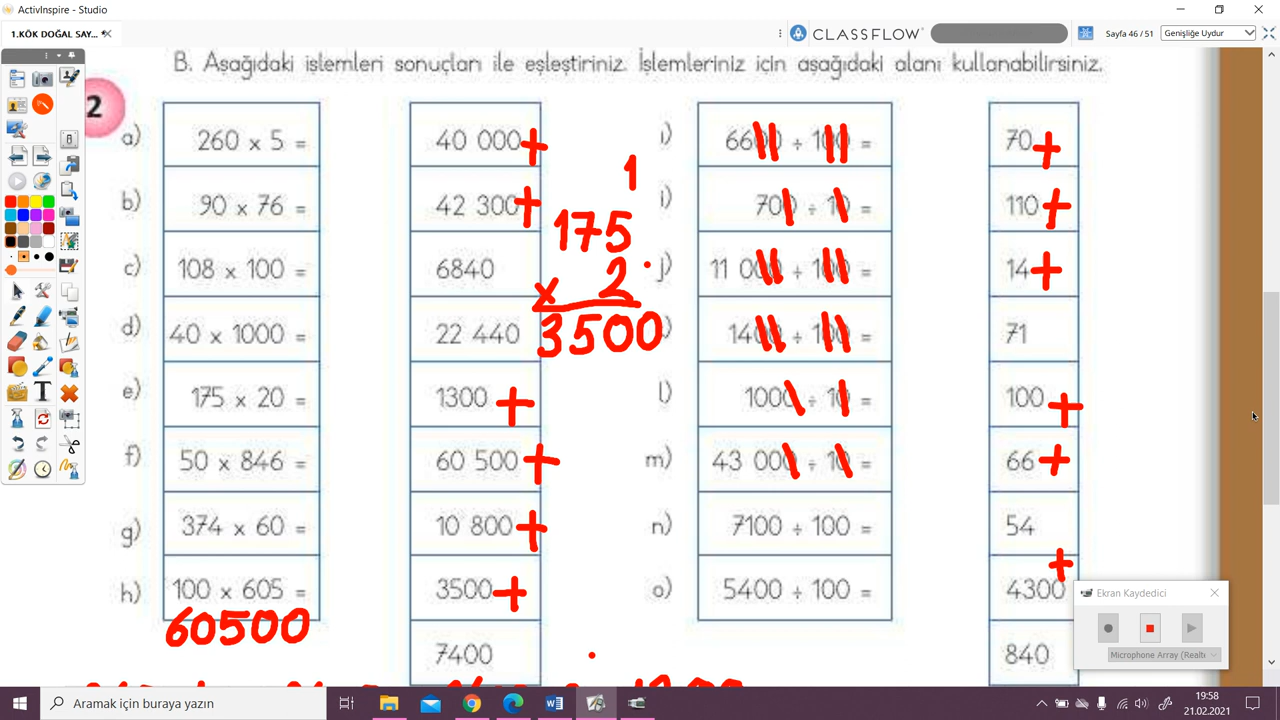 ActivInspire - Studio
1.KÖK DOĞAL SAY...
CLASSFLOW
Sayfa 46 / 51
Genişliğe Uydur
B. Aşağıdaki işlemleri sonuçları ile eşleştiriniz. İşlemleriniz için aşağıdaki alanı kullanabilirsiniz.
2
a) 260 x 5 = 40 000 + ı) 6600 ÷ 100 = 70 +
1
b) 90 x 76 = 42 300 + i) 700 ÷ 10 = 110 +
175
c) 108 x 100 = 6840 j) 11 000 ÷ 100 = 14 +
x 2
d) 40 x 1000 = 22 440 ) 1400 ÷ 100 = 71
3500
e) 175 x 20 = 1300 + l) 1000 ÷ 10 = 100 +
f) 50 x 846 = 60 500 + m) 43 000 ÷ 10 = 66 +
g) 374 x 60 = 10 800 + n) 7100 ÷ 100 = 54
h) 100 x 605 = 3500 + o) 5400 ÷ 100 = 4300 +
60500
7400 840
Ekran Kaydedici
Microphone Array (Realte
Aramak için buraya yazın
19:58
21.02.2021